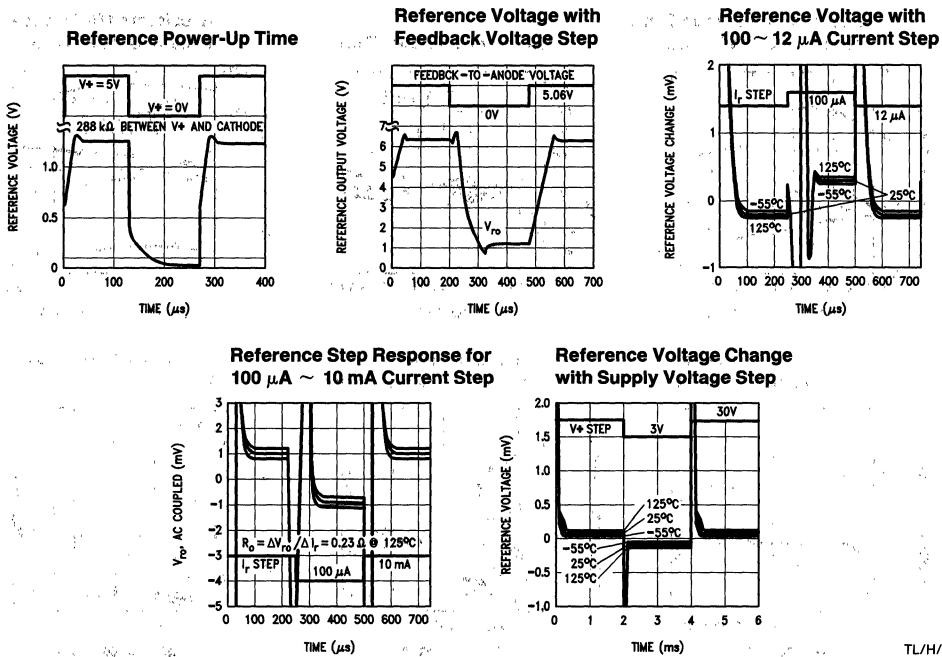 Reference Power-Up Time
REFERENCE VOLTAGE (V)
V+ = 5V
V+ = 0V
288 kΩ BETWEEN V+ AND CATHODE
1.0
0.5
0
0 100 200 300 400
TIME (μs)
Reference Voltage with
Feedback Voltage Step
REFERENCE OUTPUT VOLTAGE (V)
FEEDBCK-TO-ANODE VOLTAGE
5.06V
0V
7
6
5
4
3
2
1
0
Vro
0 100 200 300 400 500 600 700
TIME (μs)
Reference Voltage with
100 ~ 12 μA Current Step
REFERENCE VOLTAGE CHANGE (mV)
2
1
0
−1
Ir STEP
100 μA
12 μA
125°C
−55°C
25°C
−55°C
125°C
0 100 200 300 400 500 600 700
TIME (μs)
Reference Step Response for
100 μA ~ 10 mA Current Step
Vro, AC COUPLED (mV)
3
2
1
0
−1
−2
−3
−4
−5
Ro = ΔVro/ΔIr = 0.23 Ω @ 125°C
Ir STEP
100 μA
10 mA
0 100 200 300 400 500 600 700
TIME (μs)
Reference Voltage Change
with Supply Voltage Step
REFERENCE VOLTAGE (mV)
2.0
1.5
1.0
0.5
0
−0.5
−1.0
V+ STEP
3V
30V
125°C
25°C
−55°C
−55°C
25°C
125°C
0 1 2 3 4 5 6
TIME (ms)
TL/H/